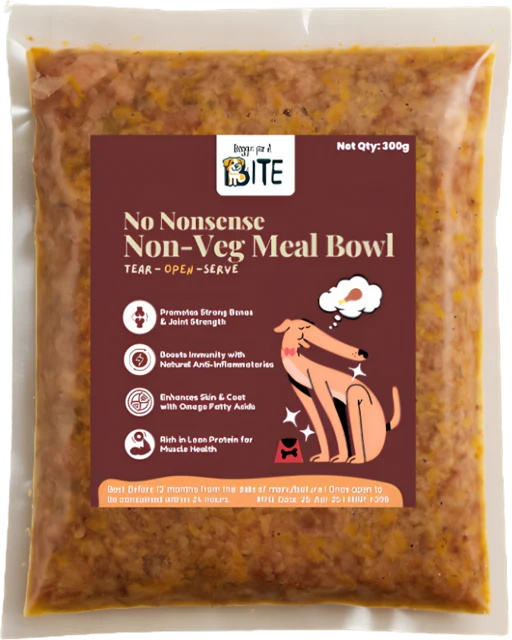 BITE
Net Qty: 300g
No Nonsense
Non-Veg Meal Bowl
TEAR - OPEN - SERVE
Promotes Strong Bones
& Joint Strength
Boosts Immunity with
Natural Anti-Inflammatories
Enhances Skin & Coat
with Omega Fatty Acids
Rich in Lean Protein for
Muscle Health
Best Before 12 months from the date of manufacture | Once open to
be consumed within 24 hours.